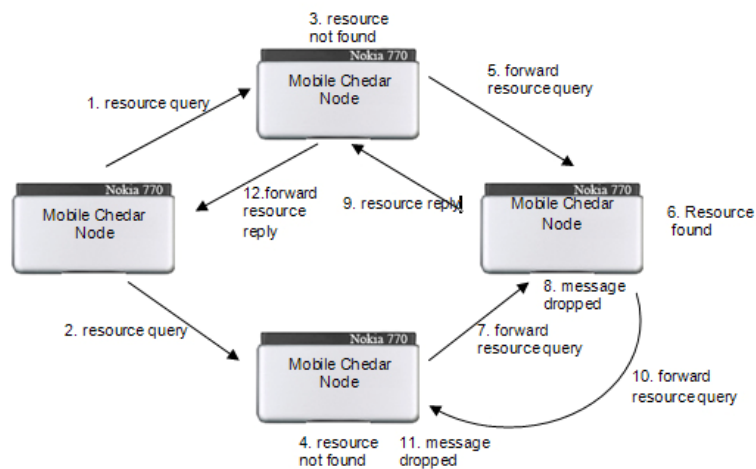 3. resource
not found
Nokia 770
Mobile Chedar
Node
1. resource query
5. forward
resource query
12.forward
resource
reply
9. resource reply!
Nokia 770
Mobile Chedar
Node
Nokia 770
Mobile Chedar
Node
6. Resource
found
8. message
dropped
2. resource query
Nokia 770
Mobile Chedar
Node
7. forward
resource query
10. forward
resource query
4. resource
not found
11. message
dropped